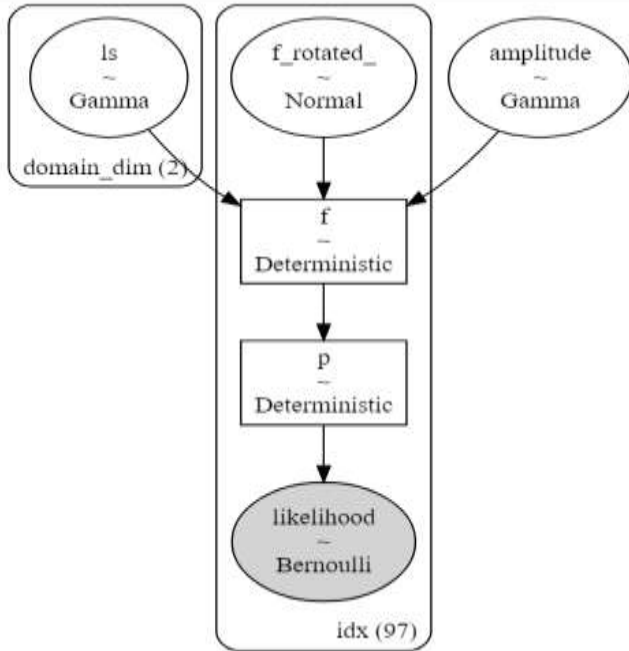 ls
~
Gamma
domain_dim (2)
f_rotated_
~
Normal
amplitude
~
Gamma
f
~
Deterministic
p
~
Deterministic
likelihood
~
Bernoulli
idx (97)